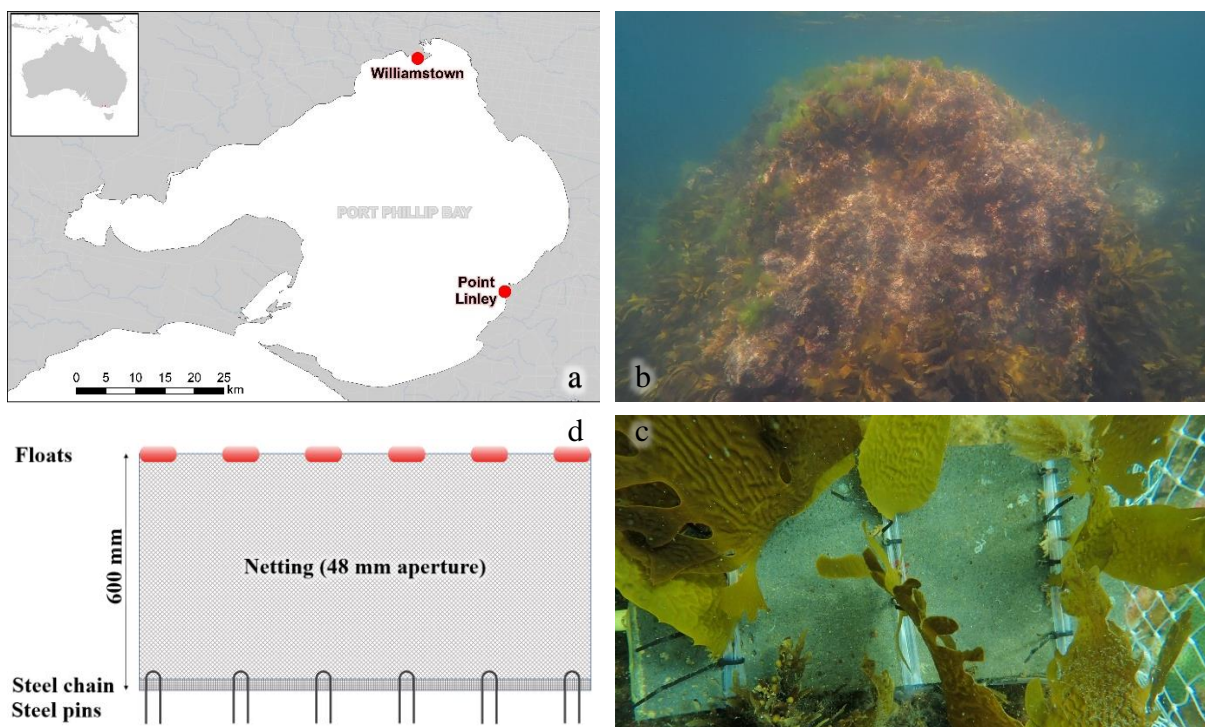 Williamstown
PORT PHILLIP BAY
Point
Linley
0 5 10 15 20 25
km
a
b
d
Floats
600 mm
Netting (48 mm aperture)
Steel chain
Steel pins
c